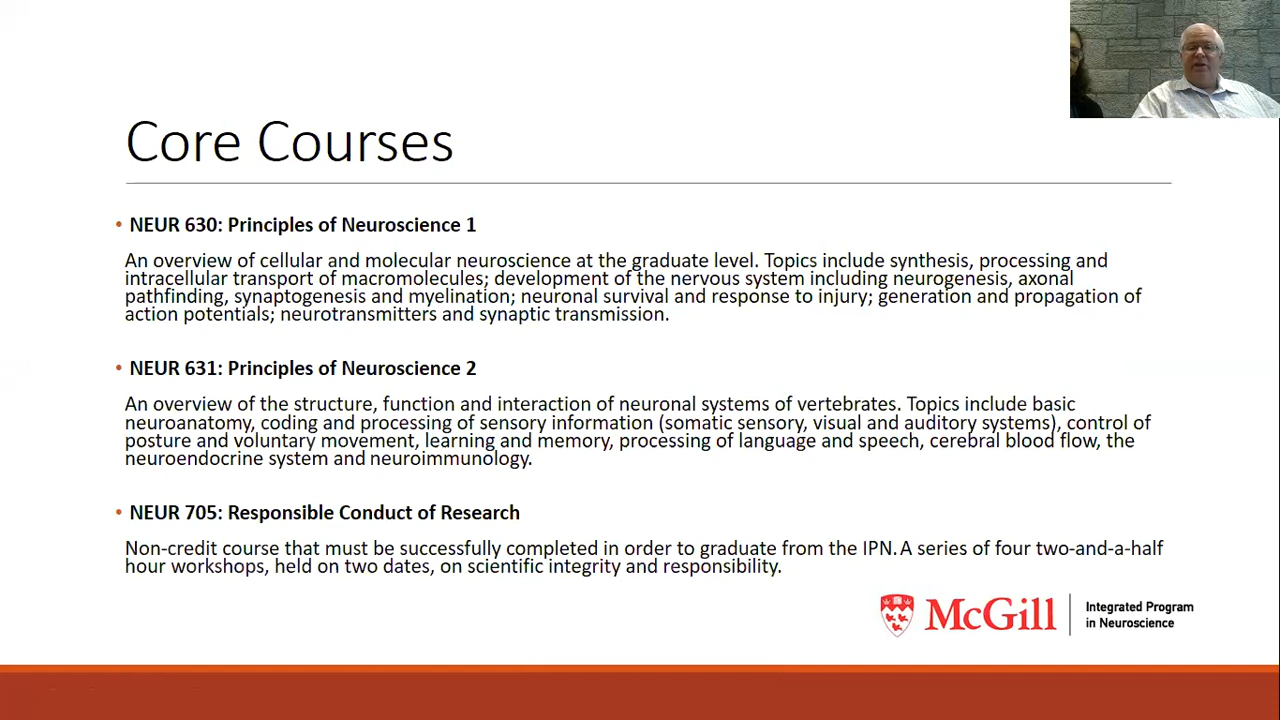 Core Courses
• NEUR 630: Principles of Neuroscience 1
An overview of cellular and molecular neuroscience at the graduate level. Topics include synthesis, processing and
intracellular transport of macromolecules; development of the nervous system including neurogenesis, axonal
pathfinding, synaptogenesis and myelination; neuronal survival and response to injury; generation and propagation of
action potentials; neurotransmitters and synaptic transmission.
• NEUR 631: Principles of Neuroscience 2
An overview of the structure, function and interaction of neuronal systems of vertebrates. Topics include basic
neuroanatomy, coding and processing of sensory information (somatic sensory, visual and auditory systems), control of
posture and voluntary movement, learning and memory, processing of language and speech, cerebral blood flow, the
neuroendocrine system and neuroimmunology.
• NEUR 705: Responsible Conduct of Research
Non-credit course that must be successfully completed in order to graduate from the IPN. A series of four two-and-a-half
hour workshops, held on two dates, on scientific integrity and responsibility.
McGill
Integrated Program
in Neuroscience